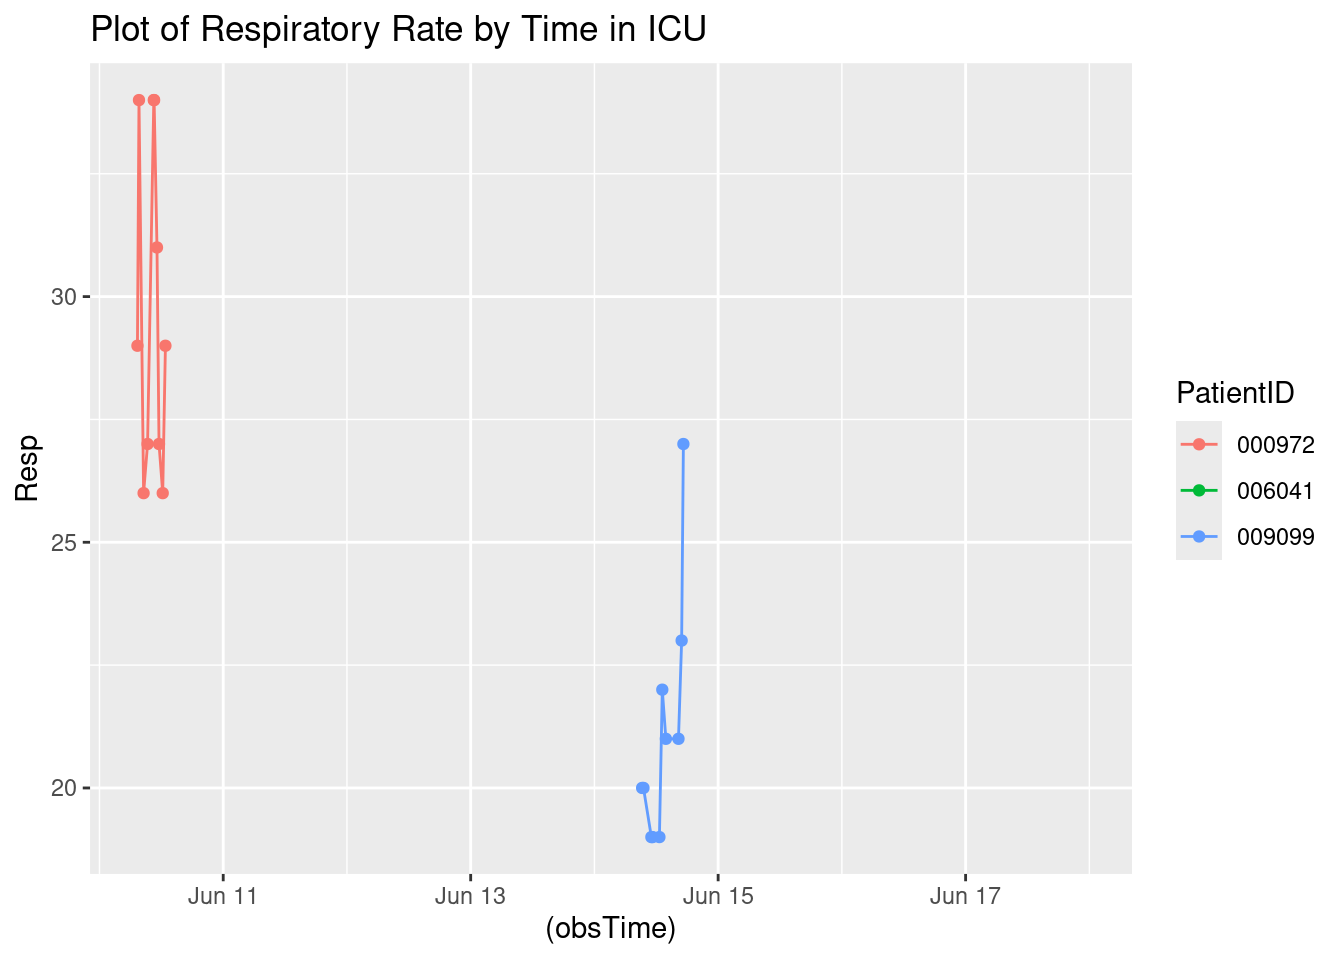 Plot of Respiratory Rate by Time in ICU
30
25
20
Resp
Jun 11
Jun 13
Jun 15
Jun 17
(obsTime)
PatientID
000972
006041
009099